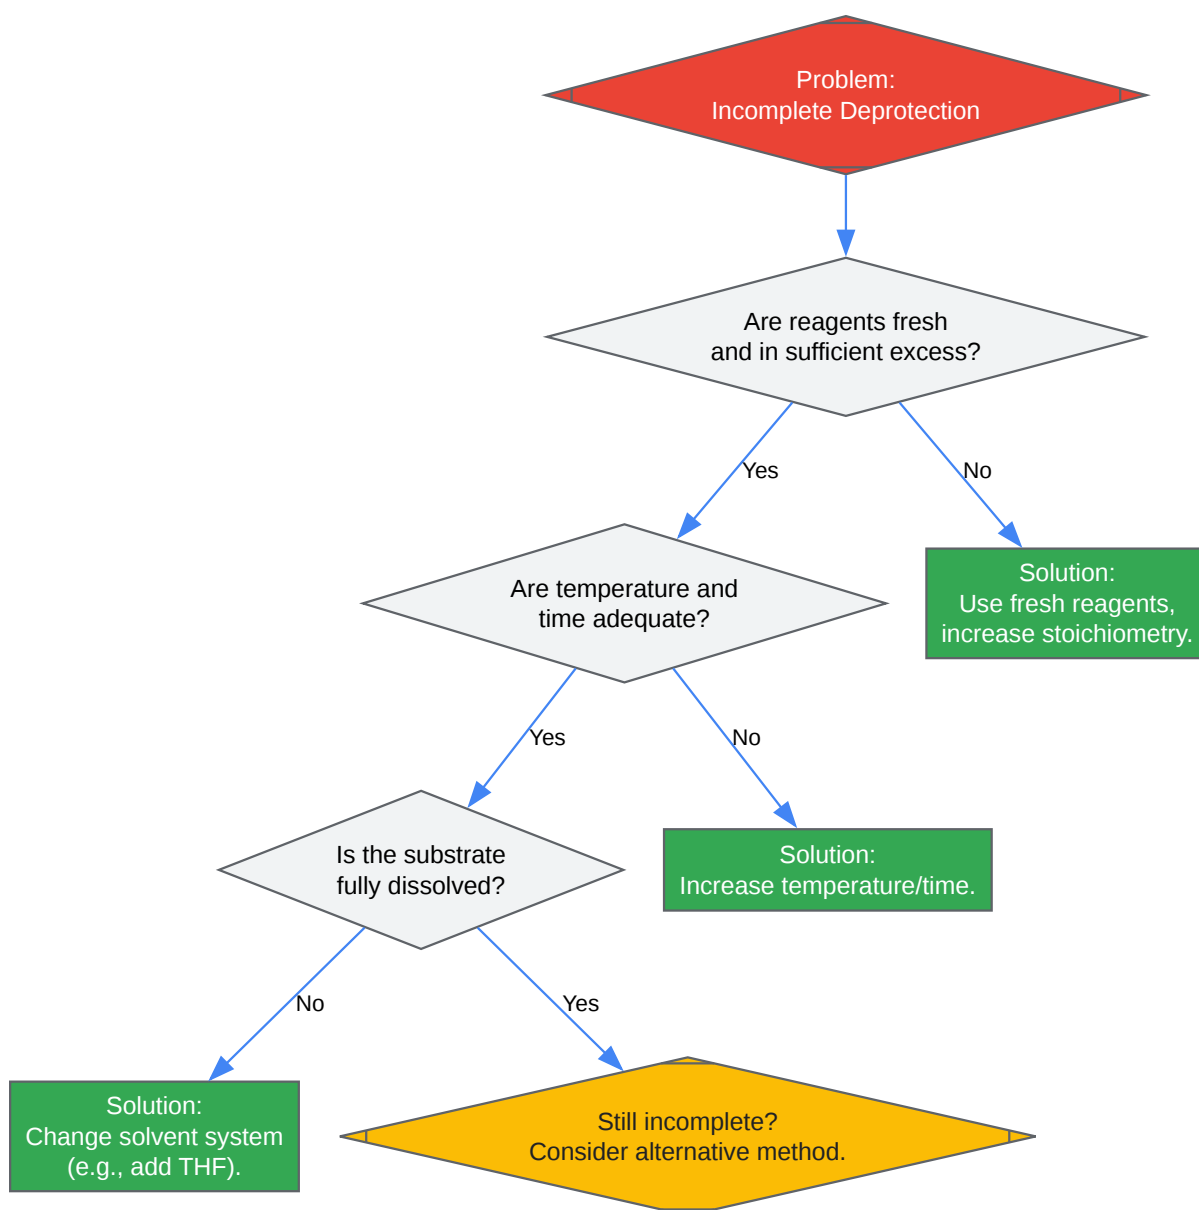 Problem:
Incomplete Deprotection
Are reagents fresh
and in sufficient excess?
Yes
No
Are temperature and
time adequate?
Solution:
Use fresh reagents,
increase stoichiometry.
Yes
No
Is the substrate
fully dissolved?
Solution:
Increase temperature/time.
No
Yes
Solution:
Change solvent system
(e.g., add THF).
Still incomplete?
Consider alternative method.